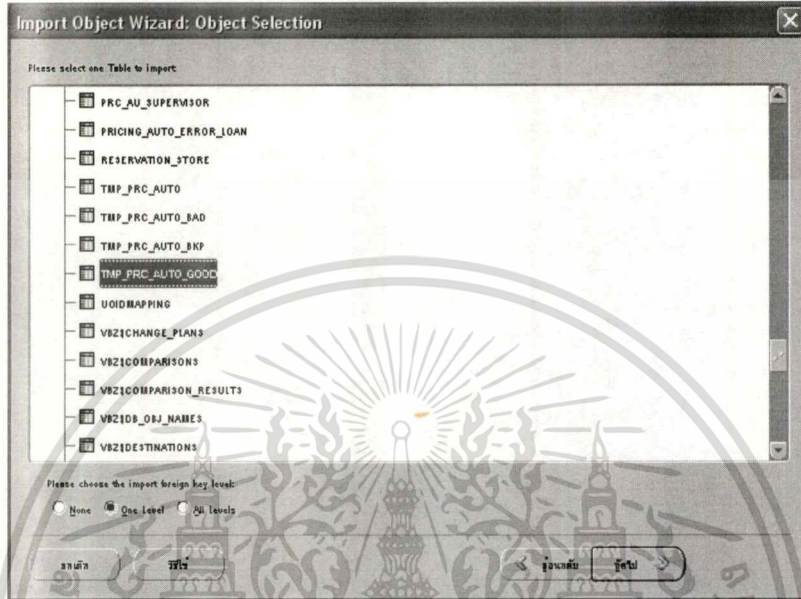 Import Object Wizard: Object Selection
Please select one Table to import:
PRC_AU_SUPERVISOR
PRICING_AUTO_ERROR_LOAN
RESERVATION_STORE
TMP_PRC_AUTO
TMP_PRC_AUTO_BAD
TMP_PRC_AUTO_BKP
TMP_PRC_AUTO_GOOD
UOIDMAPPING
VBZ$CHANGE_PLANS
VBZ$COMPARISONS
VBZ$COMPARISON_RESULTS
VBZ$DB_OBJ_NAMES
VBZ$DESTINATIONS
Please choose the import foreign key level:
None One Level All Levels
ยกเลิก วิธีใช้ ย้อนกลับ ถัดไป